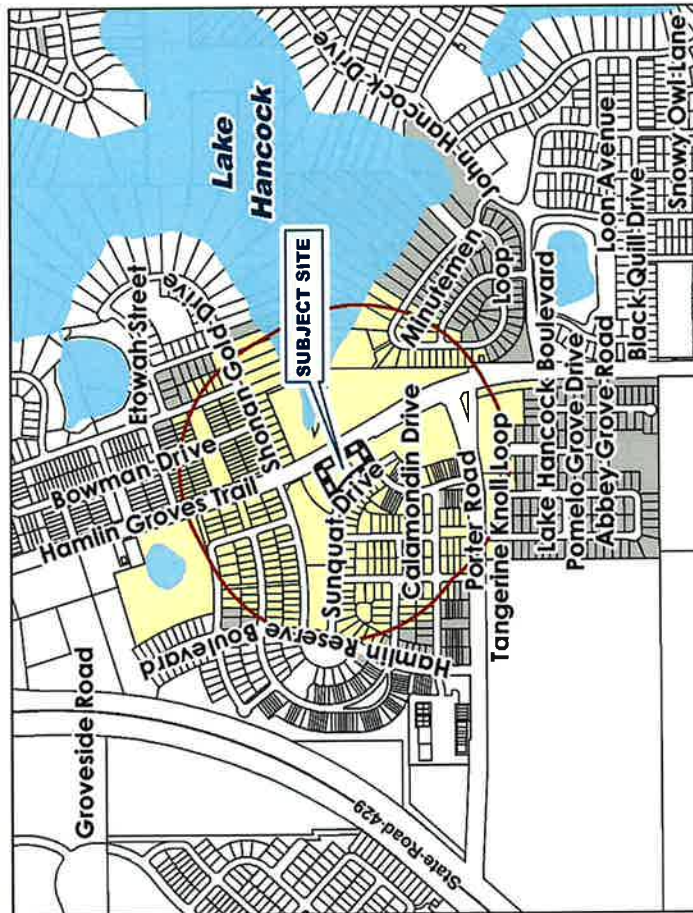 Groveside Road
State-Road-429
Hamlin Groves Trail
Bowman-Drive
Etowah-Street
Shonan Gold-Drive
Lake
Hancock
John Hancock-Drive
SUBJECT SITE
Sunquat Drive
Hamlin Reserve Boulevard
Calamondin Drive
Minutemen
Loop
Porter Road
Tangerine Knoll-Loop
Lake Hancock Boulevard
Pomelo-Grove-Drive
Abbey-Grove-Road
Black-Quill-Drive
Loon-Avenue
Snowy Owl-Lane